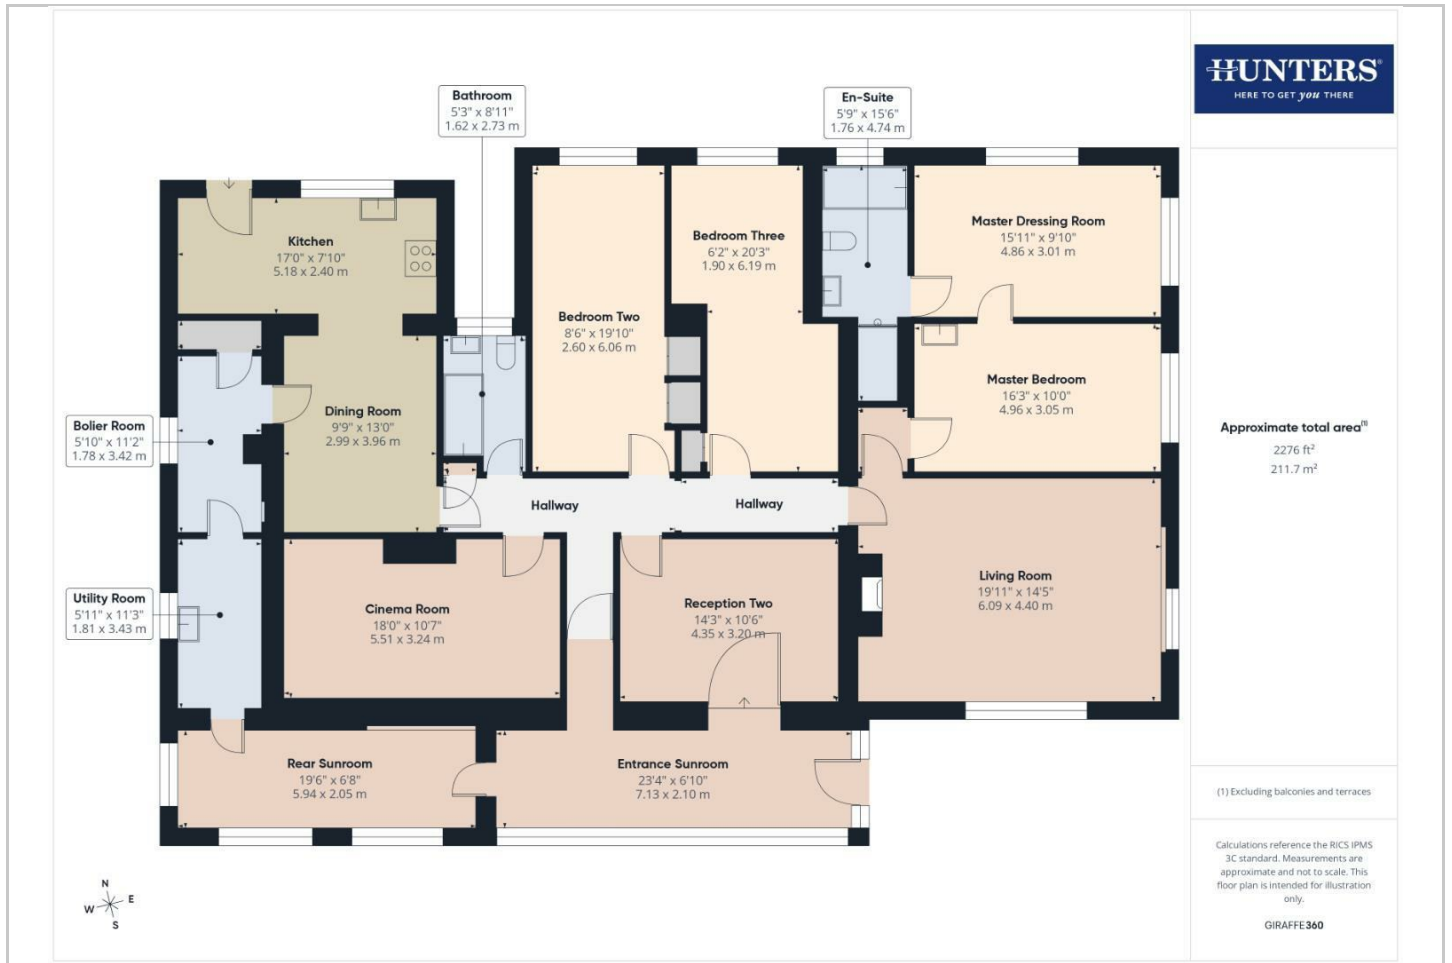 Bathroom
5'3" x 8'11"
1.62 x 2.73 m
En-Suite
5'9" x 15'6"
1.76 x 4.74 m
HUNTERS®
HERE TO GET you THERE
Kitchen
17'0" x 7'10"
5.18 x 2.40 m
Bedroom Two
8'6" x 19'10"
2.60 x 6.06 m
Bedroom Three
6'2" x 20'3"
1.90 x 6.19 m
Master Dressing Room
15'11" x 9'10"
4.86 x 3.01 m
Master Bedroom
16'3" x 10'0"
4.96 x 3.05 m
Bolier Room
5'10" x 11'2"
1.78 x 3.42 m
Dining Room
9'9" x 13'0"
2.99 x 3.96 m
Hallway
Hallway
Utility Room
5'11" x 11'3"
1.81 x 3.43 m
Cinema Room
18'0" x 10'7"
5.51 x 3.24 m
Reception Two
14'3" x 10'6"
4.35 x 3.20 m
Living Room
19'11" x 14'5"
6.09 x 4.40 m
Rear Sunroom
19'6" x 6'8"
5.94 x 2.05 m
Entrance Sunroom
23'4" x 6'10"
7.13 x 2.10 m
N
W E
S
Approximate total area(1)
2276 ft²
211.7 m²
(1) Excluding balconies and terraces
Calculations reference the RICS IPMS
3C standard. Measurements are
approximate and not to scale. This
floor plan is intended for illustration
only.
GIRAFFE360